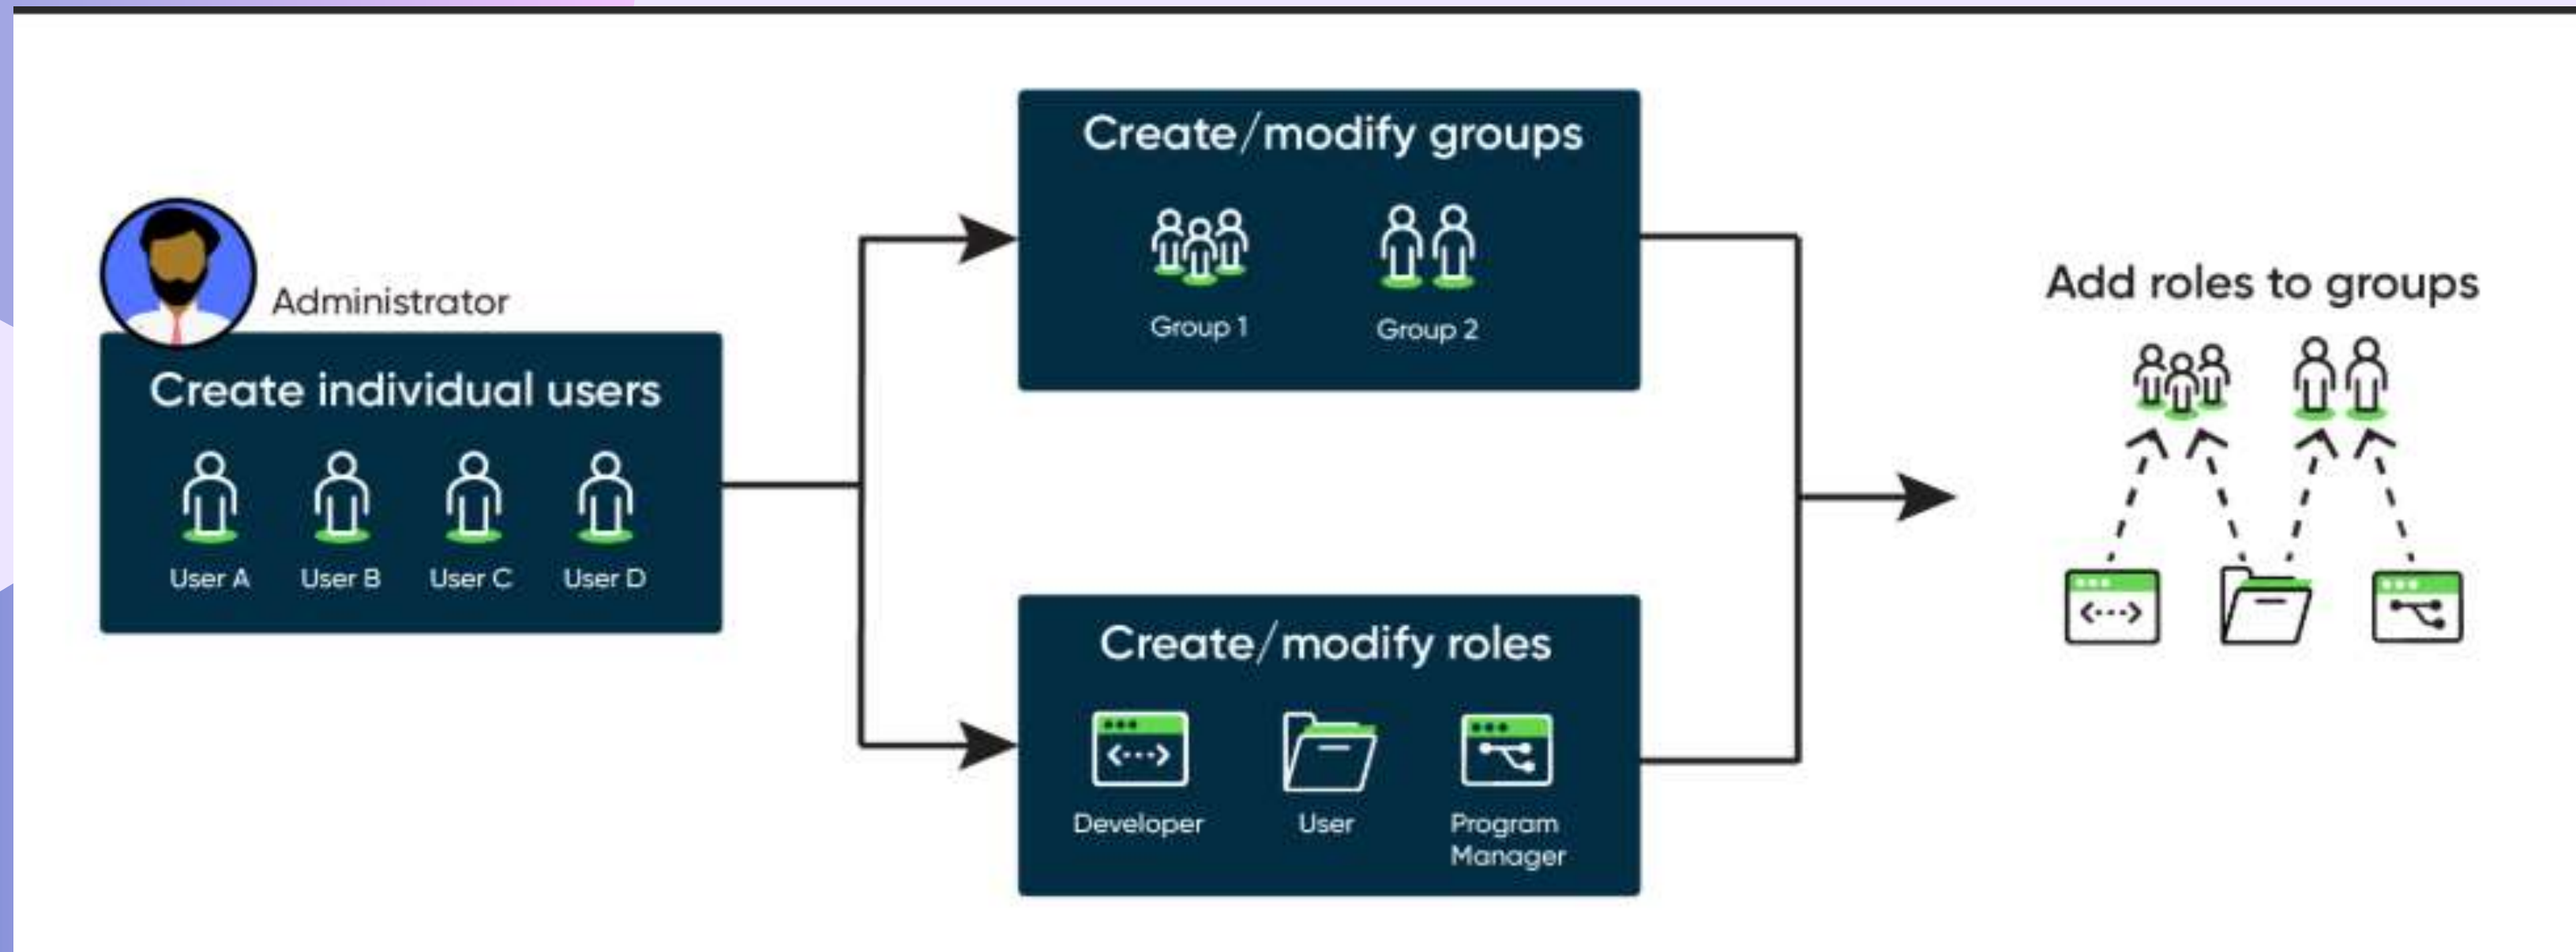 Administrator
Create individual users
User A
User B
User C
User D
Create/modify groups
Group 1
Group 2
Create/modify roles
Developer
User
Program
Manager
Add roles to groups